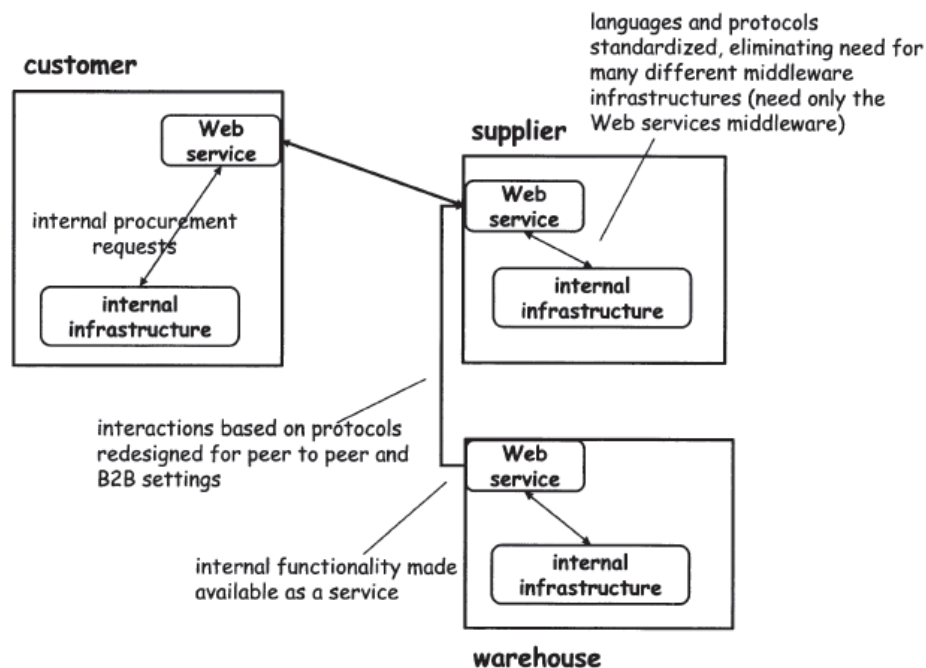 languages and protocols
standardized, eliminating need for
many different middleware
infrastructures (need only the
Web services middleware)
customer
Web
service
internal procurement
requests
internal
infrastructure
supplier
Web
service
internal
infrastructure
interactions based on protocols
redesigned for peer to peer and
B2B settings
Web
service
internal functionality made
available as a service
internal
infrastructure
warehouse